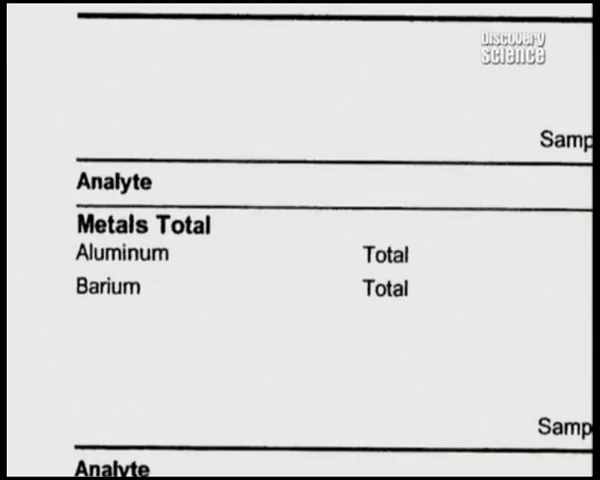 Discovery
SCIENCE
Samp
Analyte
Metals Total
Aluminum Total
Barium Total
Samp
Analyte